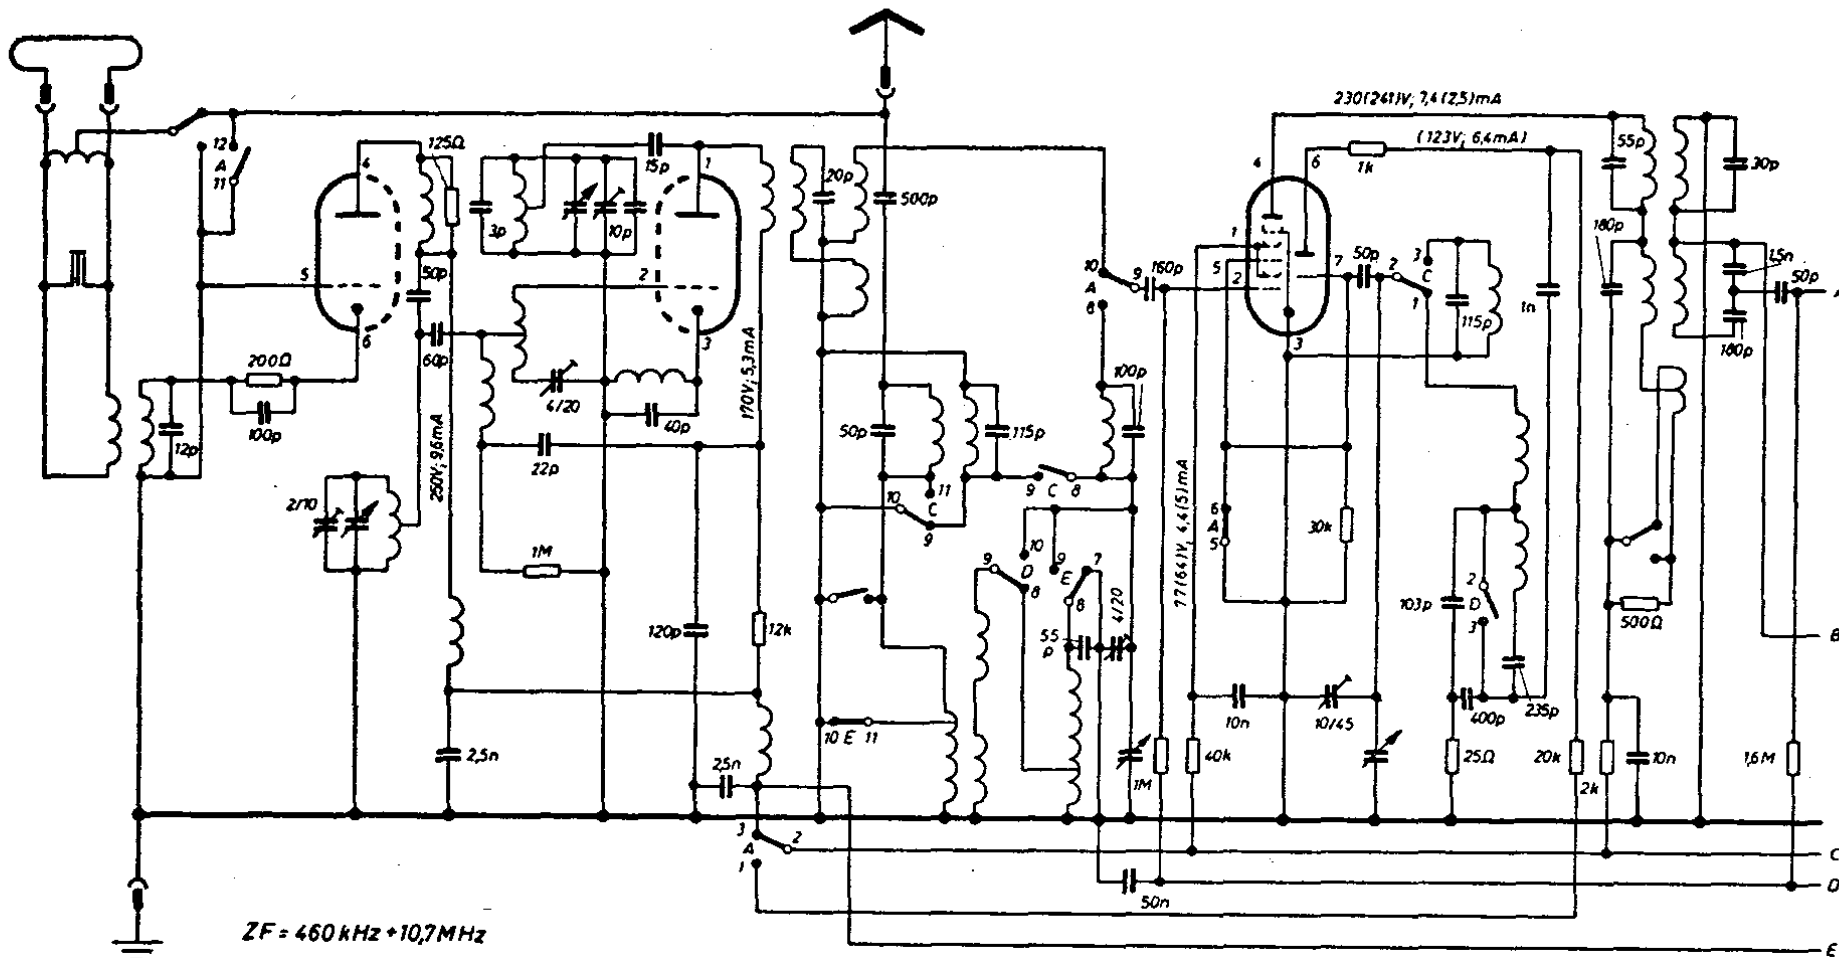 230(241)V; 7,4(2,5)mA
(123V; 6,4mA)
12
A
11
4
125Ω
15p
1
20p
500p
4
6
1k
55p
30p
3p
10p
5
50p
2
10
A
9
160p
8
1
5
2
7
50p
2
3
C
1
180p
1,5n
50p
A
6
60p
3
3
115p
1n
180p
200Ω
100p
12p
4/20
40p
170V; 5,3mA
100p
22p
50p
115p
250V; 9,6mA
2/10
10
11
C
9
9
C
8
77(64)V; 4,4(5)mA
6
A
5
30k
1M
9
10
D
8
9
E
7
8
4/20
103p
2
D
3
500Ω
120p
12k
55
p
B
2,5n
10 E 11
10n
10/45
400p
235p
2,5n
1M
40k
25Ω
20k
2k
10n
1,6M
3
A
1
2
C
50n
D
ZF = 460 kHz + 10,7 MHz
E